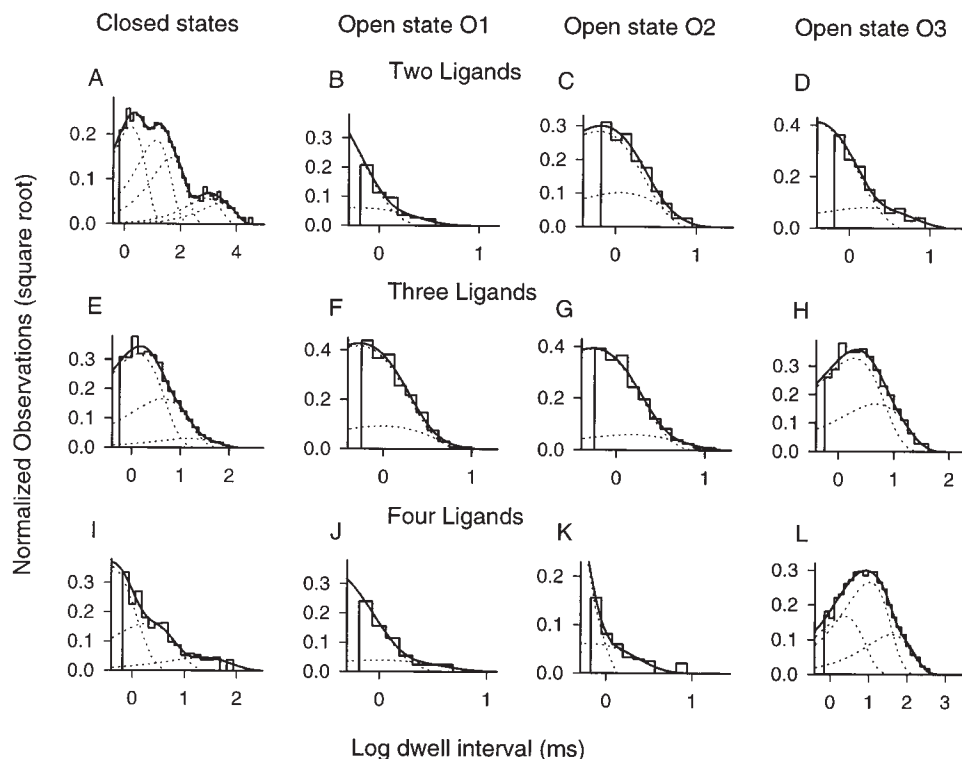 Closed states Open state O1 Open state O2 Open state O3
Two Ligands
A B C D
0.2 0.1 0.0
0 2 4
0.3 0.2 0.1 0.0
0 1
0.3 0.2 0.1 0.0
0 1
0.4 0.2 0.0
0 1
Three Ligands
E F G H
0.3 0.2 0.1 0.0
0 1 2
0.4 0.2 0.0
0 1
0.4 0.2 0.0
0 1
0.3 0.2 0.1 0.0
0 1 2
Four Ligands
I J K L
0.3 0.2 0.1 0.0
0 1 2
0.3 0.2 0.1 0.0
0 1
0.2 0.1 0.0
0 1
0.3 0.2 0.1 0.0
0 1 2 3
Normalized Observations (square root)
Log dwell interval (ms)